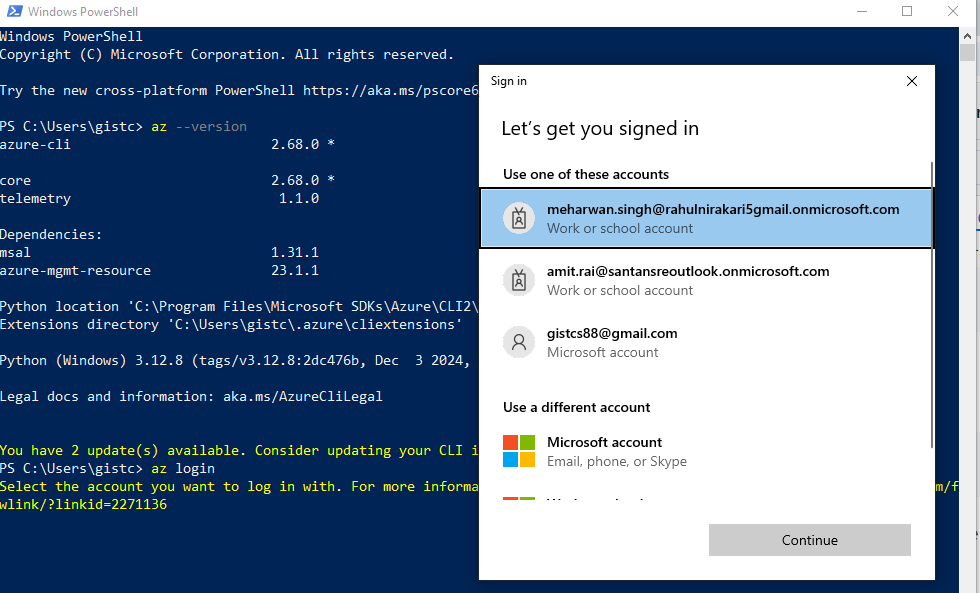 Windows PowerShell
Windows PowerShell
Copyright (C) Microsoft Corporation. All rights reserved.
Try the new cross-platform PowerShell https://aka.ms/pscore6
PS C:\Users\gistc> az --version
azure-cli 2.68.0 *
core 2.68.0 *
telemetry 1.1.0
Dependencies:
msal 1.31.1
azure-mgmt-resource 23.1.1
Python location 'C:\Program Files\Microsoft SDKs\Azure\CLI2\
Extensions directory 'C:\Users\gistc\.azure\cliextensions'
Python (Windows) 3.12.8 (tags/v3.12.8:2dc476b, Dec 3 2024,
Legal docs and information: aka.ms/AzureCliLegal
You have 2 update(s) available. Consider updating your CLI i
PS C:\Users\gistc> az login
Select the account you want to log in with. For more informa m/f
wlink/?linkid=2271136
Sign in
Let's get you signed in
Use one of these accounts
meharwan.singh@rahulnirakari5gmail.onmicrosoft.com
Work or school account
amit.rai@santansreoutlook.onmicrosoft.com
Work or school account
gistcs88@gmail.com
Microsoft account
Use a different account
Microsoft account
Email, phone, or Skype
Continue